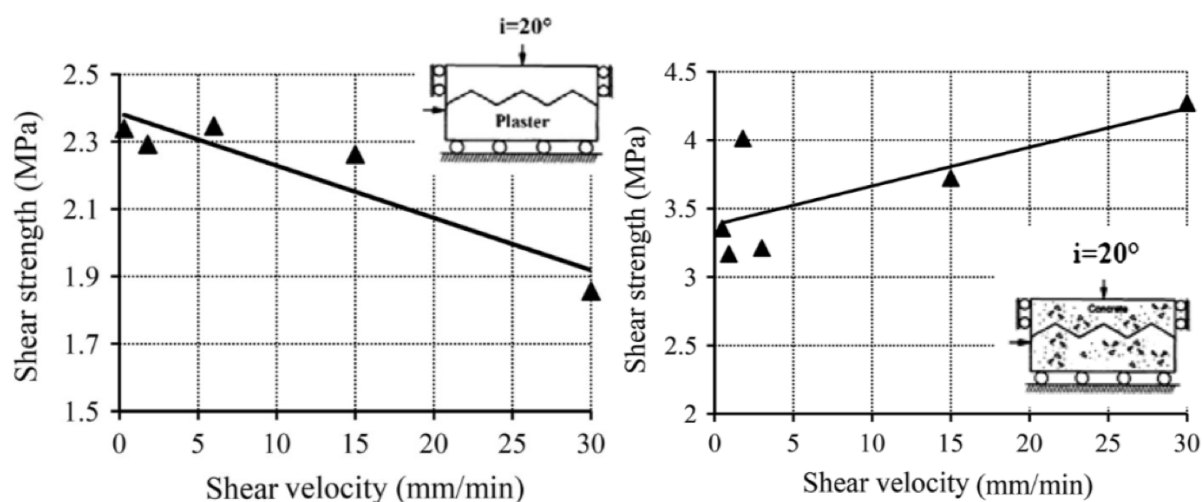 i=20°
Plaster
2.5
2.3
2.1
1.9
1.7
1.5
Shear strength (MPa)
0 5 10 15 20 25 30
Shear velocity (mm/min)
4.5
4
3.5
3
2.5
2
Shear strength (MPa)
i=20°
Concrete
0 5 10 15 20 25 30
Shear velocity (mm/min)